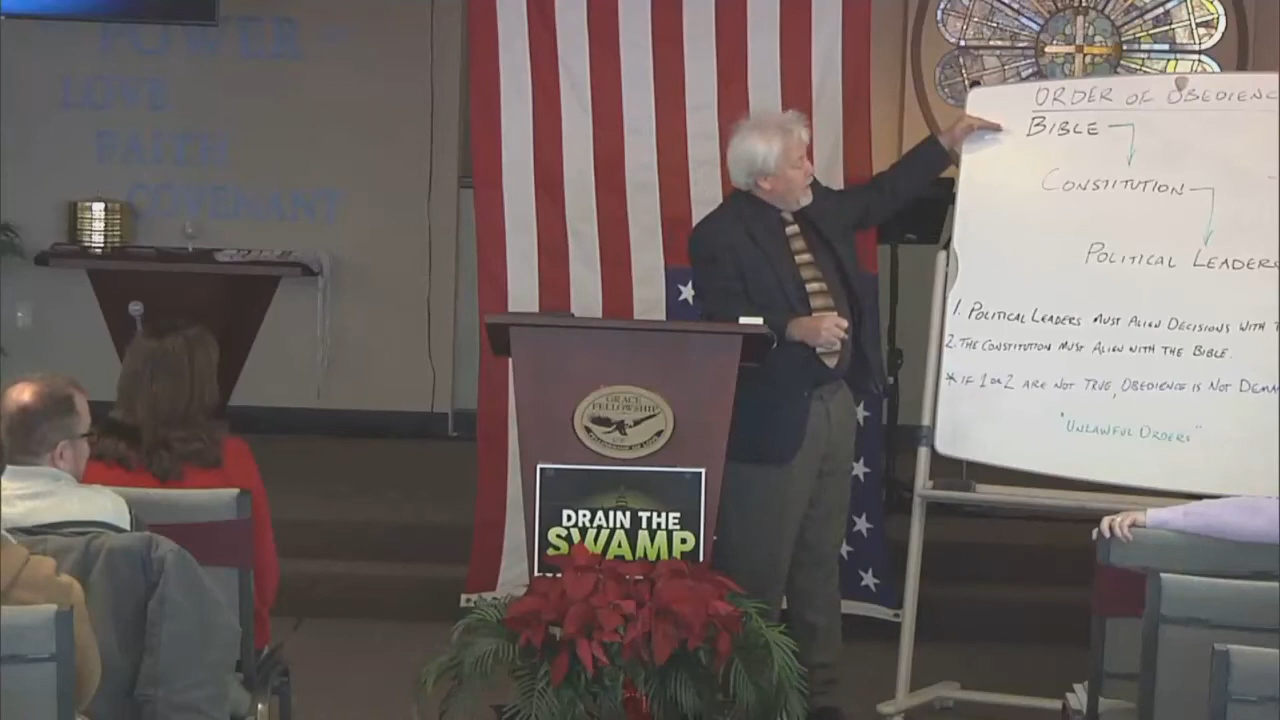 POWER
LOVE
FAITH
COVENANT
ORDER OF OBEDIENC
BIBLE
CONSTITUTION
POLITICAL LEADERS
1. POLITICAL LEADERS MUST ALIGN DECISIONS WITH T
2. THE CONSTITUTION MUST ALIGN WITH THE BIBLE.
* IF 1 OR 2 ARE NOT TRUE, OBEDIENCE IS NOT DEMA
"UNLAWFUL ORDERS"
GRACE
FELLOWSHIP
DRAIN THE
SWAMP